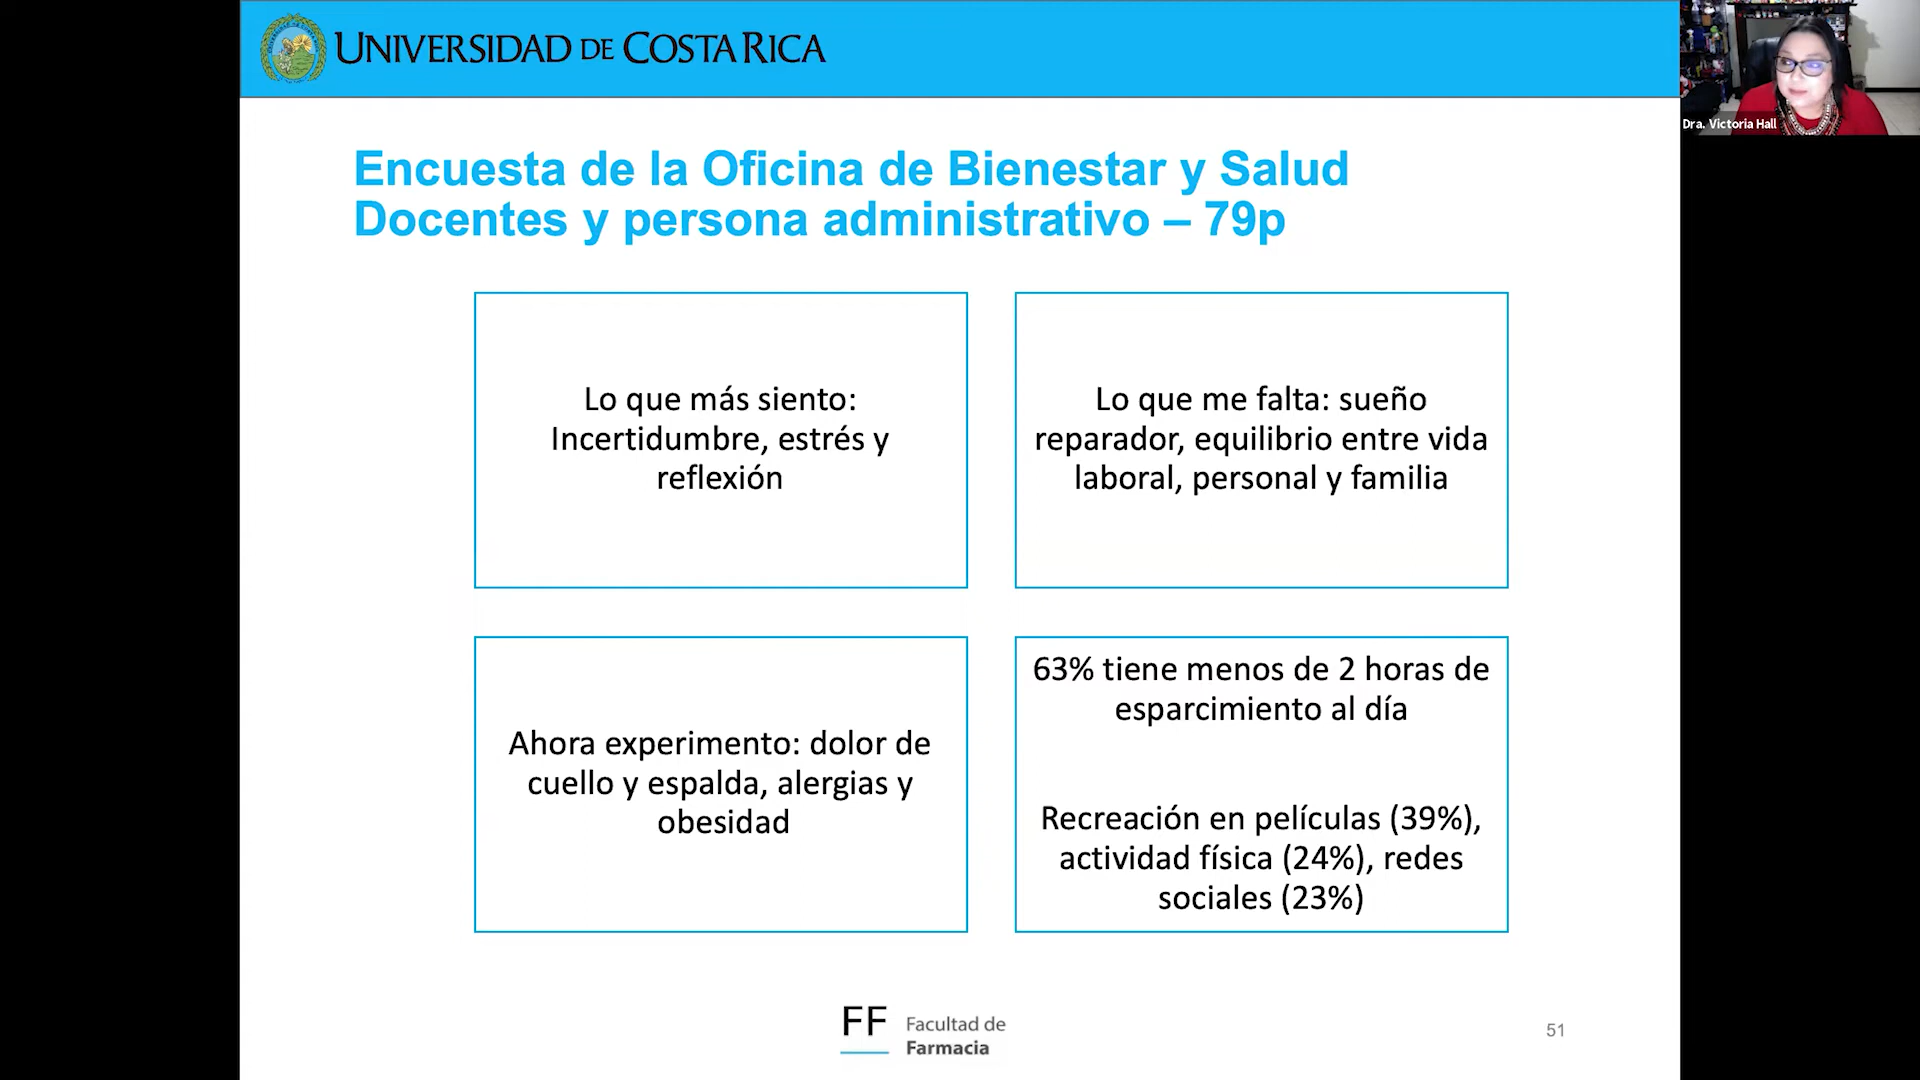 UNIVERSIDAD DE COSTA RICA
Dra. Victoria Hall
Encuesta de la Oficina de Bienestar y Salud
Docentes y persona administrativo – 79p
Lo que más siento:
Incertidumbre, estrés y
reflexión
Lo que me falta: sueño
reparador, equilibrio entre vida
laboral, personal y familia
Ahora experimento: dolor de
cuello y espalda, alergias y
obesidad
63% tiene menos de 2 horas de
esparcimiento al día
Recreación en películas (39%),
actividad física (24%), redes
sociales (23%)
FF
Facultad de
Farmacia
51